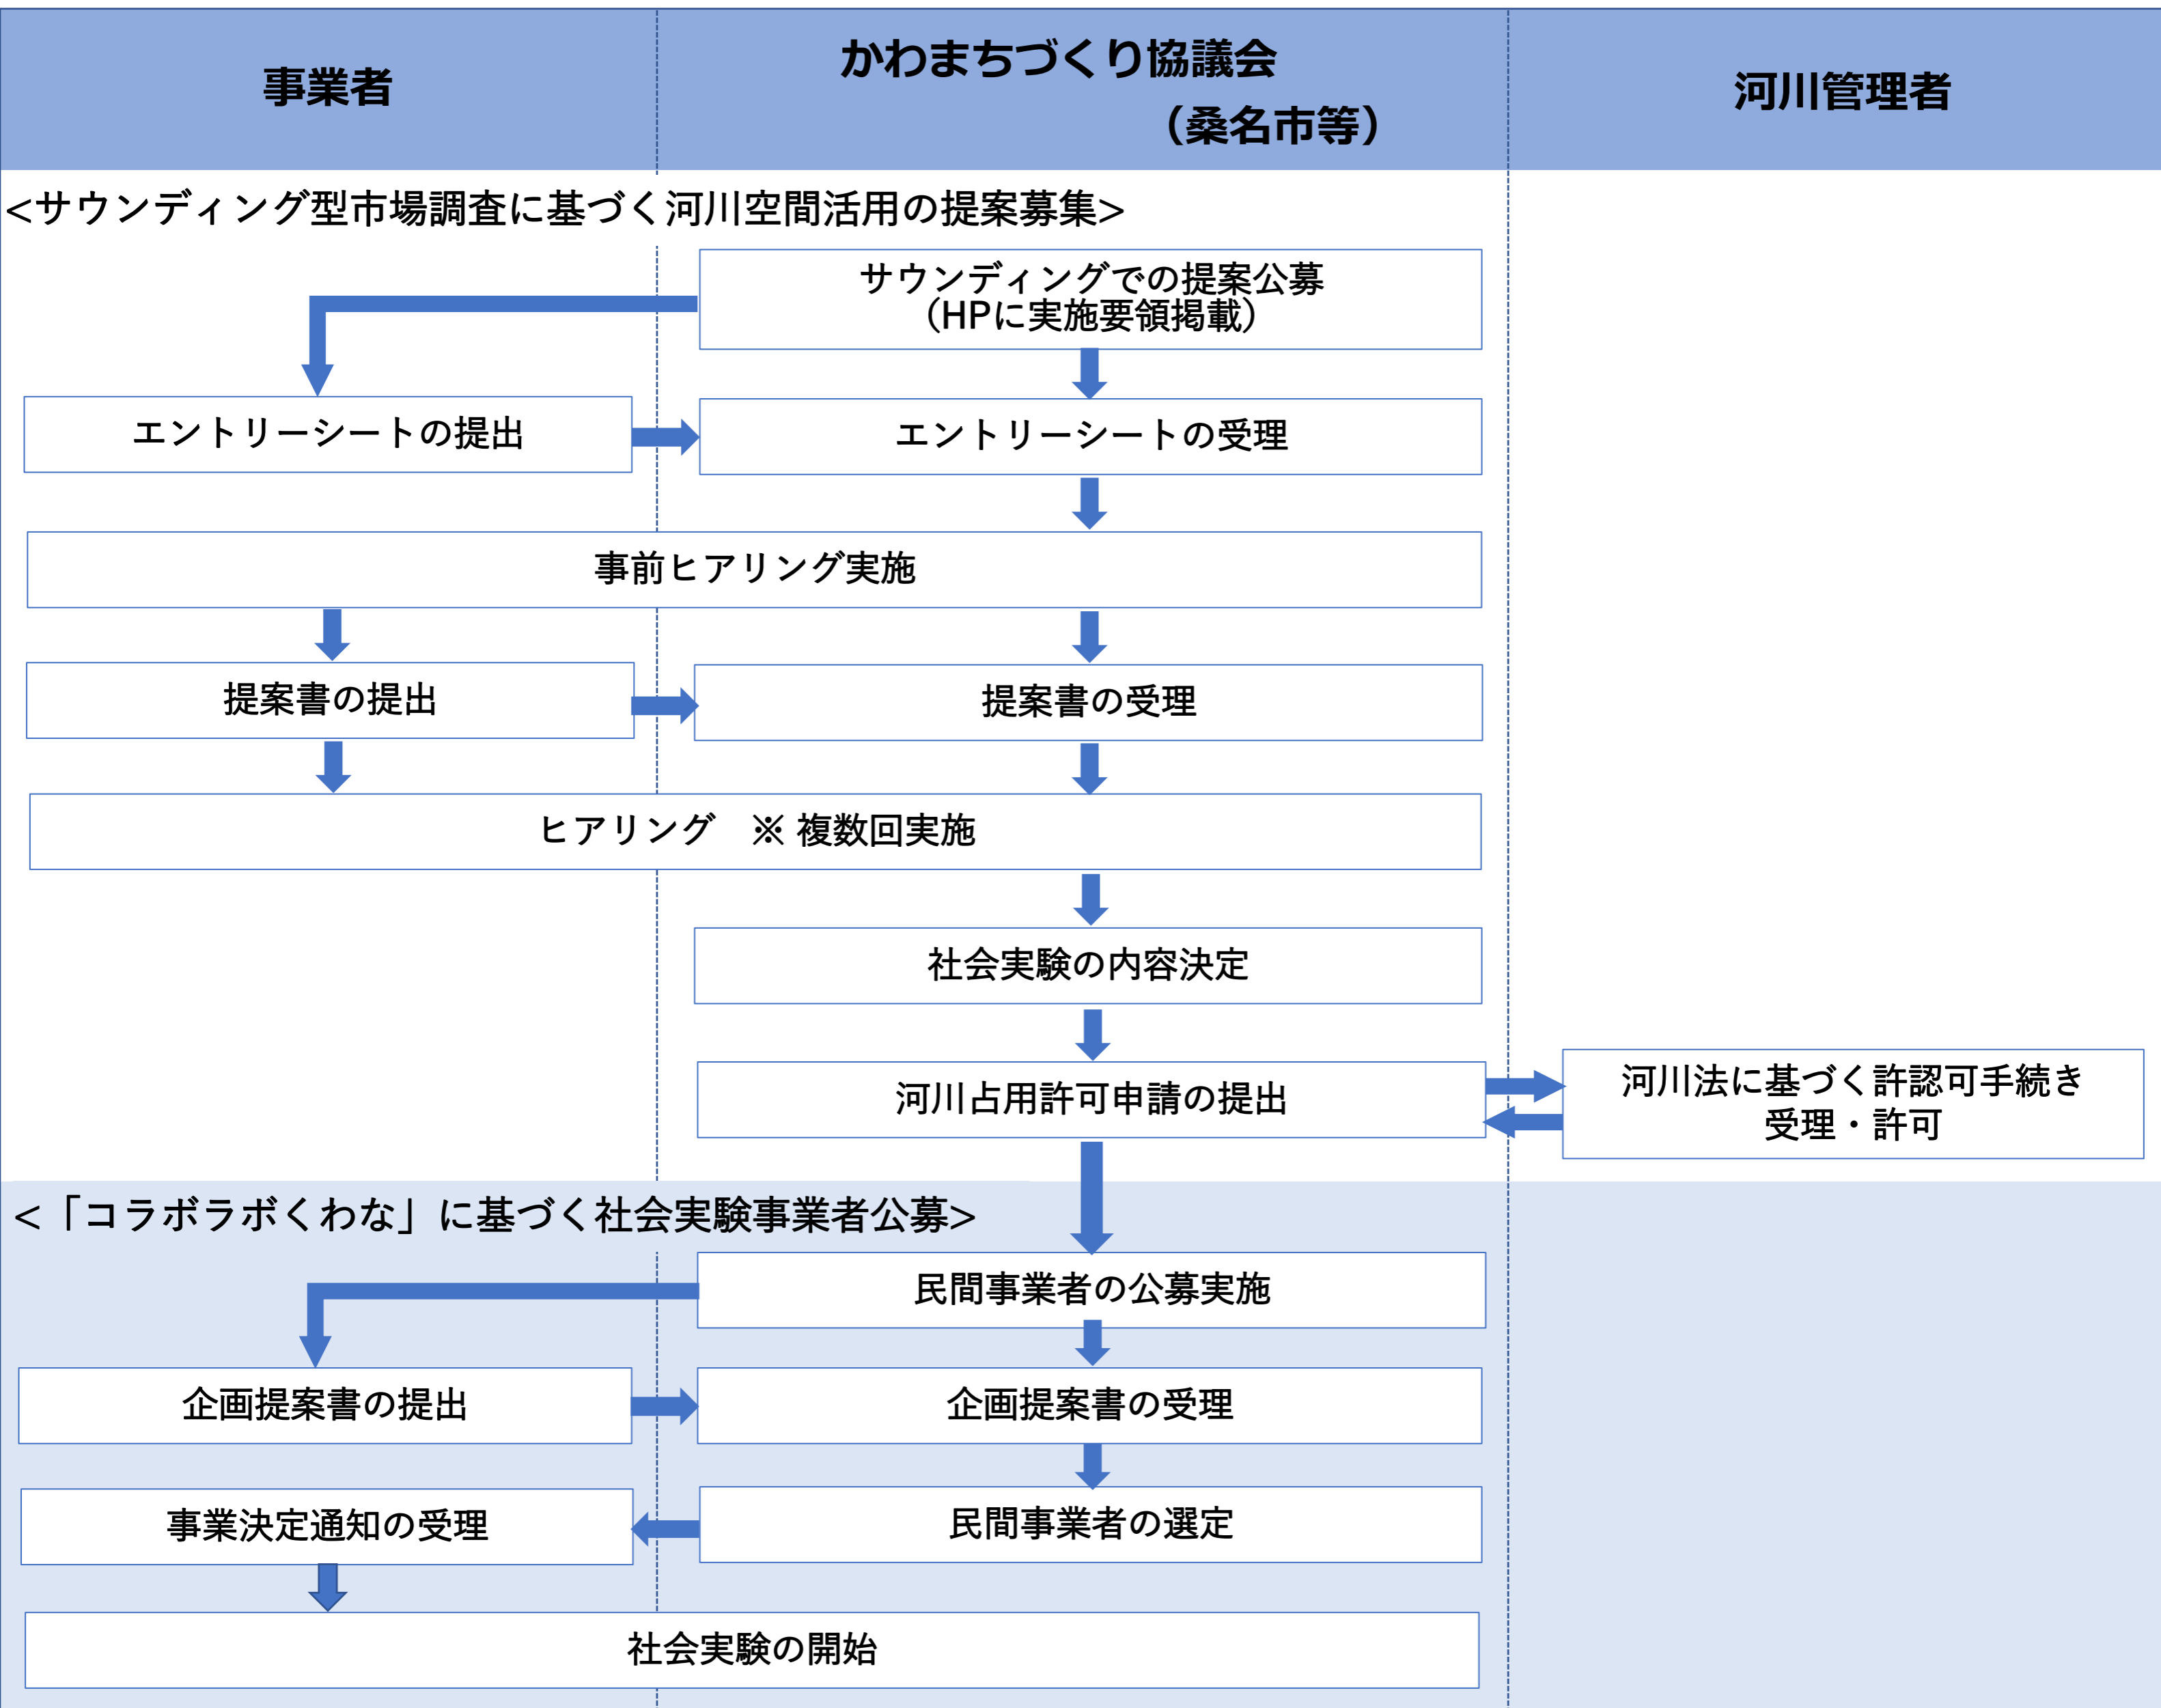 事業者
かわまちづくり協議会
（桑名市等）
河川管理者
<サウンディング型市場調査に基づく河川空間活用の提案募集>
サウンディングでの提案公募
（HPに実施要領掲載）
エントリーシートの提出
エントリーシートの受理
事前ヒアリング実施
提案書の提出
提案書の受理
ヒアリング　※ 複数回実施
社会実験の内容決定
河川占用許可申請の提出
河川法に基づく許認可手続き
受理・許可
<「コラボラボくわな」に基づく社会実験事業者公募>
民間事業者の公募実施
企画提案書の提出
企画提案書の受理
事業決定通知の受理
民間事業者の選定
社会実験の開始